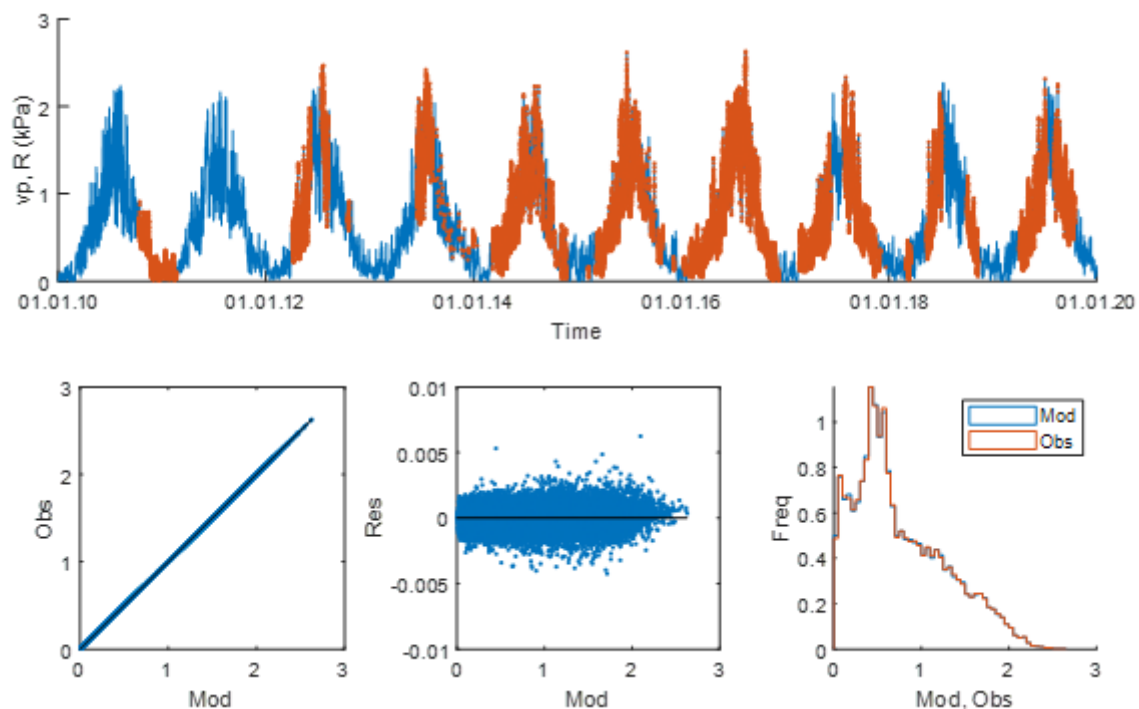 3
2
1
0
vp, R (kPa)
01.01.10 01.01.12 01.01.14 01.01.16 01.01.18 01.01.20
Time
3
2
1
0
Obs
0 1 2 3
Mod
0.01
0.005
0
-0.005
-0.01
Res
0 1 2 3
Mod
1
0.8
0.6
0.4
0.2
0
Freq
Mod
Obs
0 1 2 3
Mod, Obs